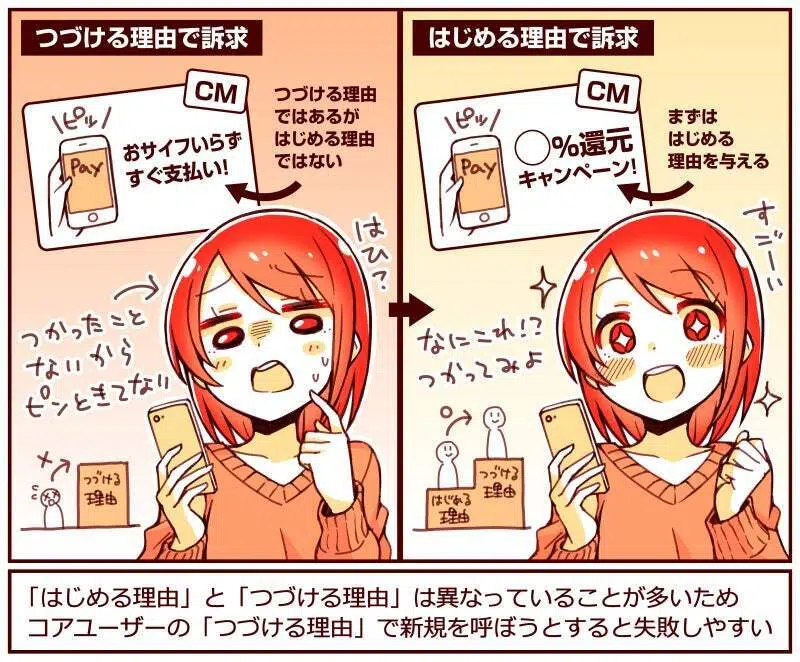 つづける理由で訴求
CM
ピッ
Pay
おサイフいらず
すぐ支払い!
つづける理由
ではあるが
はじめる理由
ではない
はひ?
つかったこと
ないから
ピンときてない
つづける
理由
はじめる理由で訴求
CM
ピッ
Pay
◯%還元
キャンペーン!
まずは
はじめる
理由を与える
すごーい
なにこれ!?
つかってみよ
つづける
理由
はじめる
理由
「はじめる理由」と「つづける理由」は異なっていることが多いため
コアユーザーの「つづける理由」で新規を呼ぼうとすると失敗しやすい